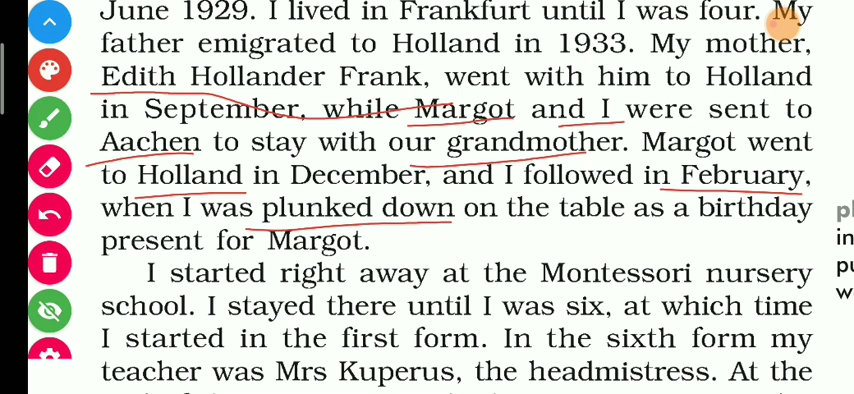 June 1929. I lived in Frankfurt until I was four. My
father emigrated to Holland in 1933. My mother,
Edith Hollander Frank, went with him to Holland
in September, while Margot and I were sent to
Aachen to stay with our grandmother. Margot went
to Holland in December, and I followed in February,
when I was plunked down on the table as a birthday
present for Margot.
I started right away at the Montessori nursery
school. I stayed there until I was six, at which time
I started in the first form. In the sixth form my
teacher was Mrs Kuperus, the headmistress. At the
pl
in
pu
w